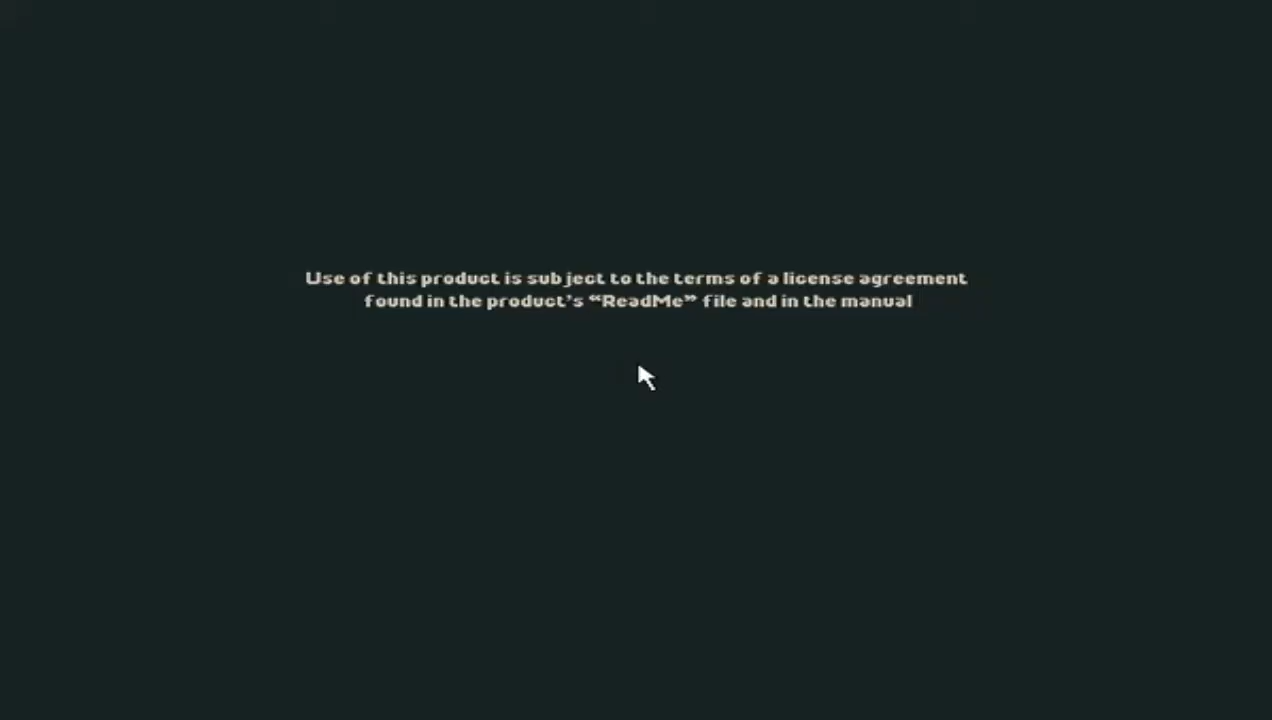 Use of this product is subject to the terms of a license agreement
found in the product's “ReadMe” file and in the manual